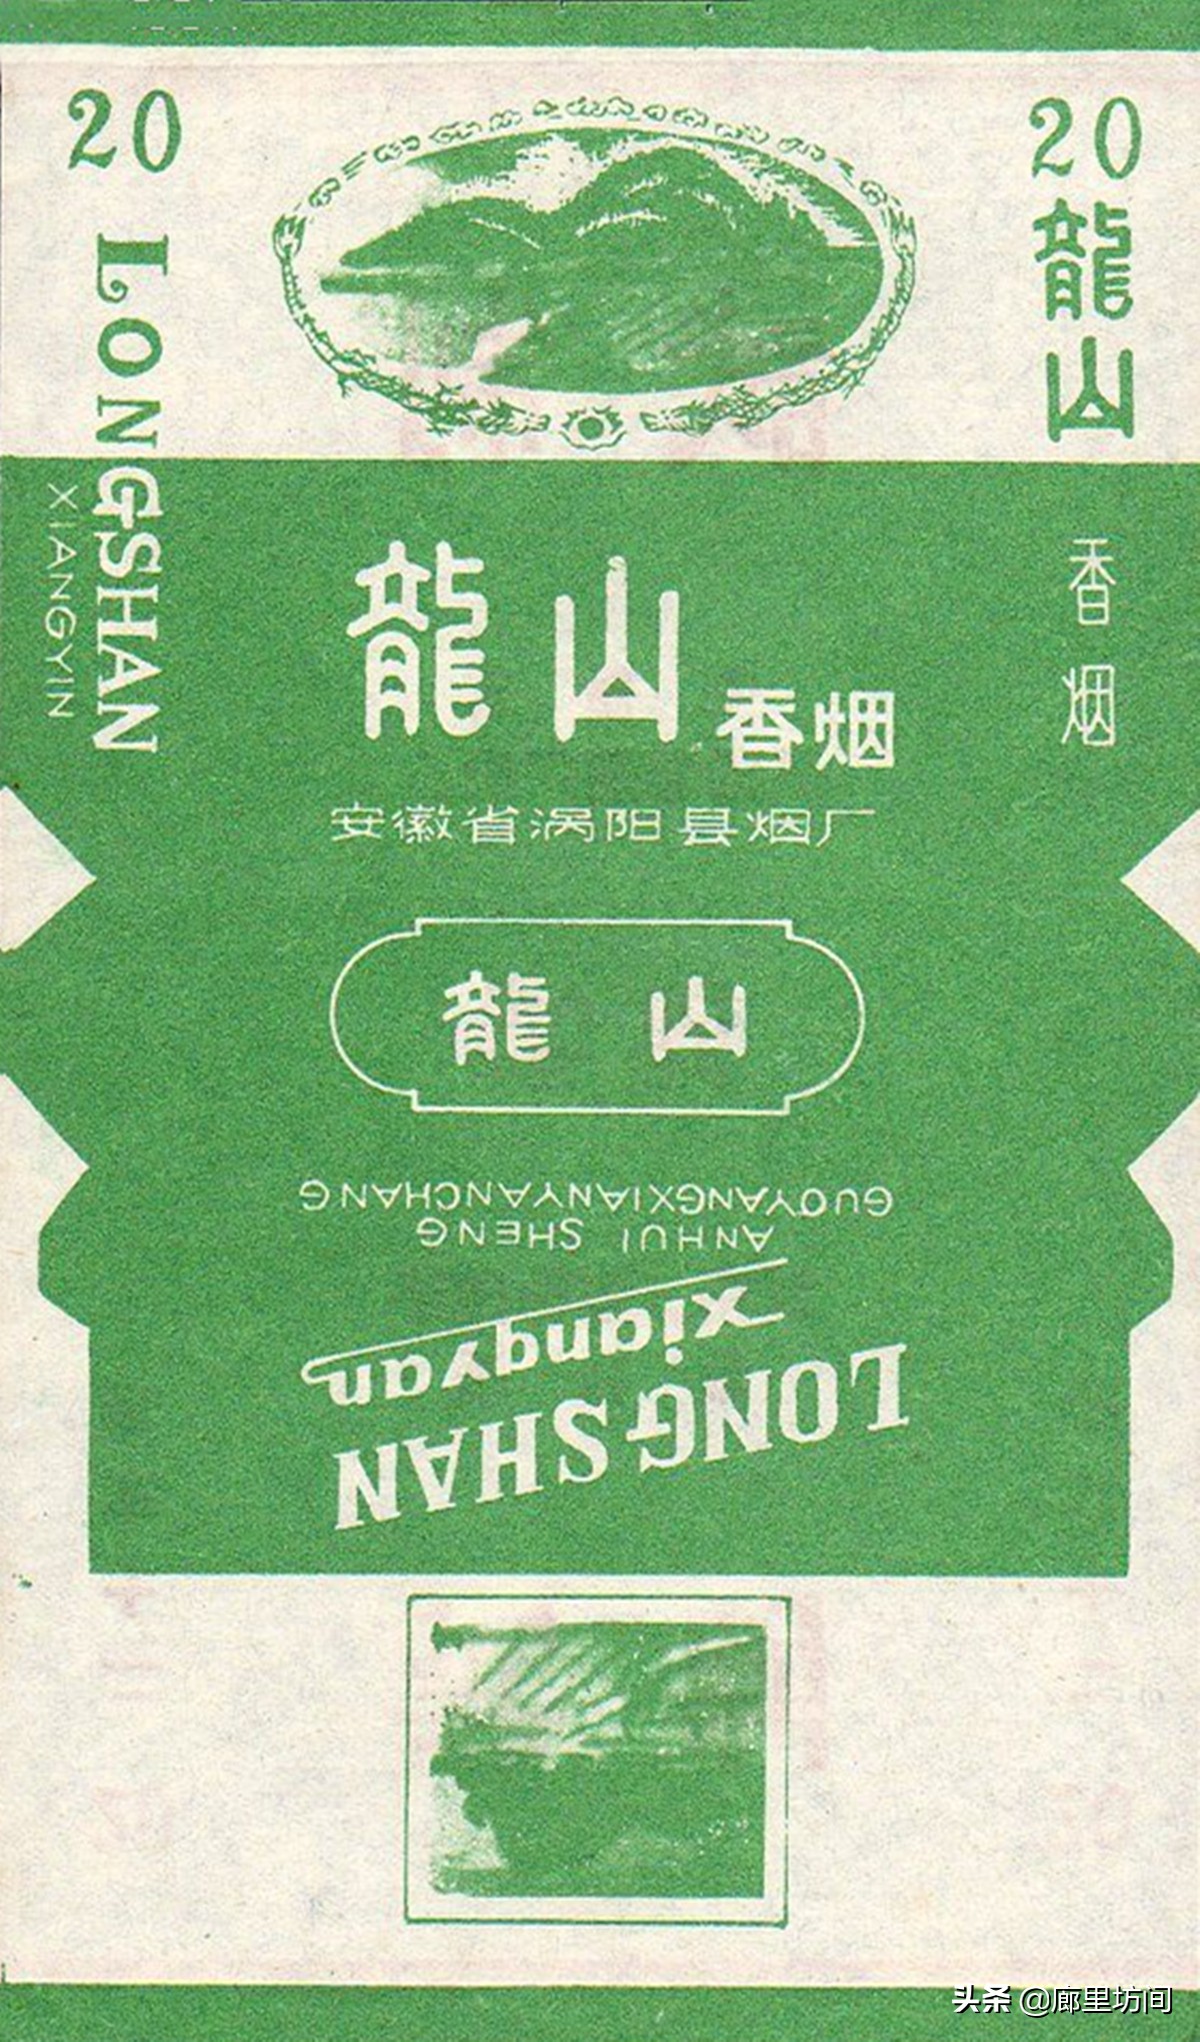 20
LONGSHAN
XIANGYIN
20
龍山
香烟
龍山 香烟
安徽省涡阳县烟厂
龍山
LONGSHAN
xiangyan
ANHUI SHENG
GUOYANGXIANYANCHANG
头条 @廊里坊间